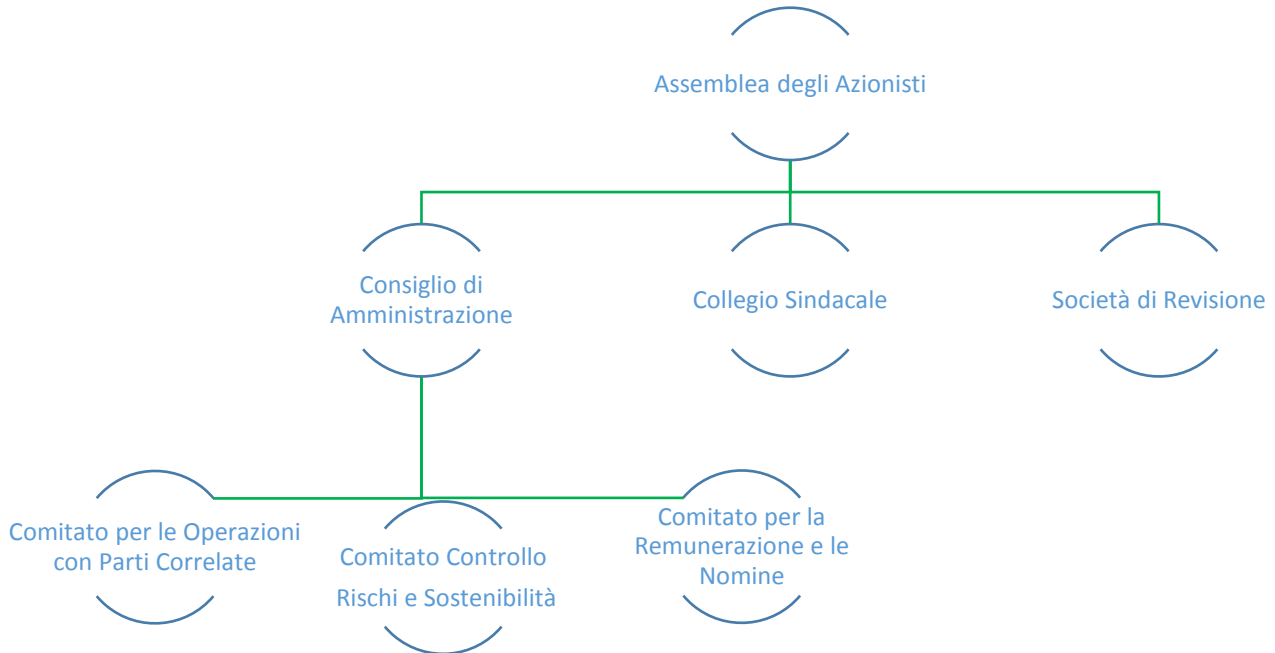 Assemblea degli Azionisti
Consiglio di
Amministrazione
Collegio Sindacale
Società di Revisione
Comitato per le Operazioni
con Parti Correlate
Comitato Controllo
Rischi e Sostenibilità
Comitato per la
Remunerazione e le
Nomine